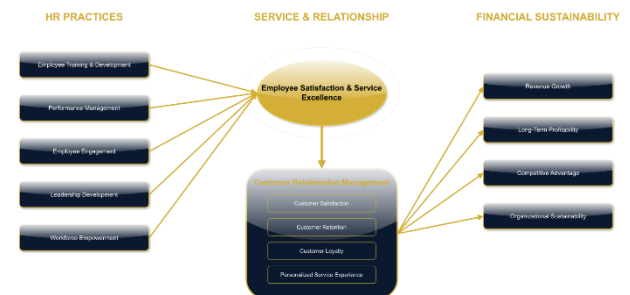 HR PRACTICES
SERVICE & RELATIONSHIP
FINANCIAL SUSTAINABILITY
Employee Training & Development
Performance Management
Employee Engagement
Leadership Development
Workforce Empowerment
Employee Satisfaction & Service
Excellence
Customer Relationship Management
Customer Satisfaction
Customer Retention
Customer Loyalty
Personalized Service Experience
Revenue Growth
Long-Term Profitability
Competitive Advantage
Organizational Sustainability